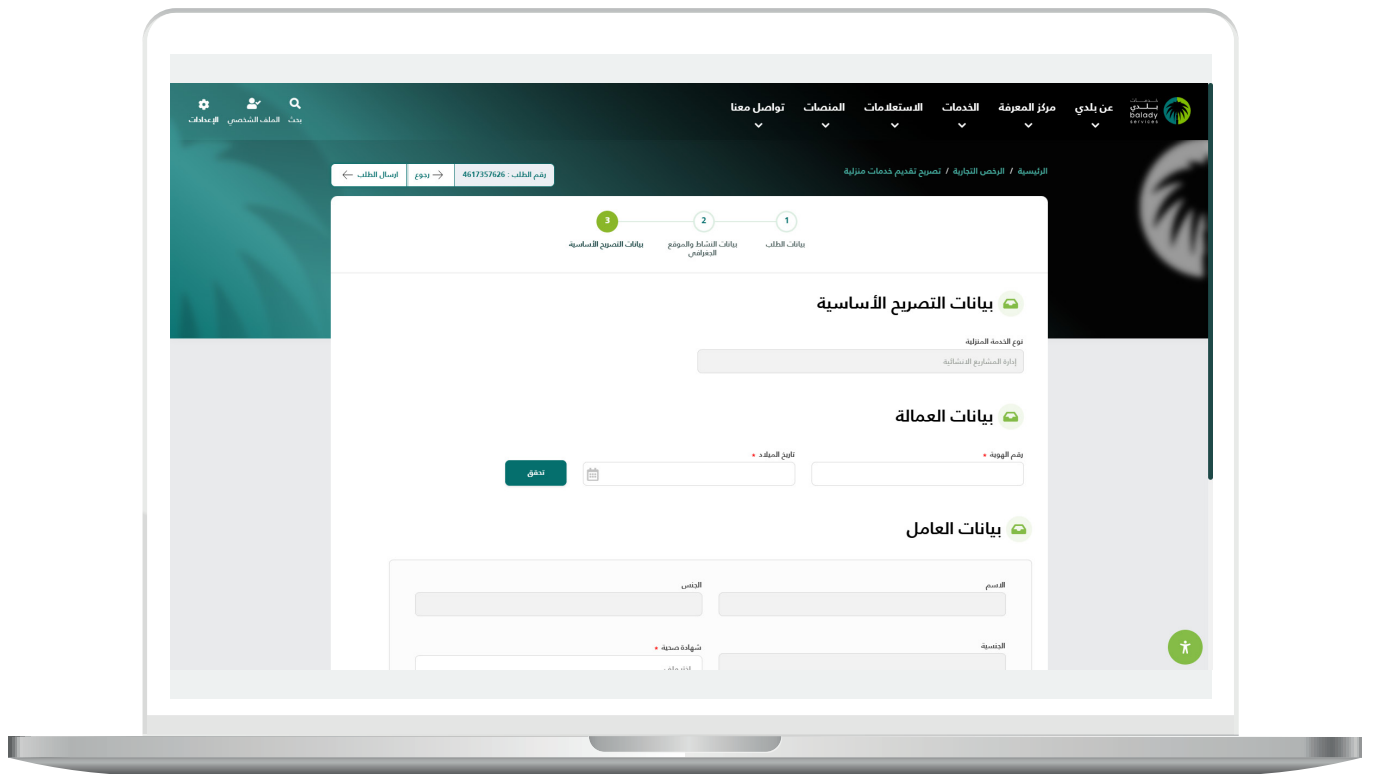 خدمات
بلدي
balady
services
عن بلدي
مركز المعرفة
الخدمات
الاستعلامات
المنصات
تواصل معنا
بحث
الملف الشخصي
الإعدادات
الرئيسية / الرخص التجارية / تصريح تقديم خدمات منزلية
رقم الطلب : 4617357626
رجوع
ارسال الطلب
1
2
3
بيانات الطلب
بيانات النشاط والموقع
الجغرافي
بيانات التصريح الأساسية
بيانات التصريح الأساسية
نوع الخدمة المنزلية
إدارة المشاريع الانشائية
بيانات العمالة
رقم الهوية *
تاريخ الميلاد *
تحقق
بيانات العامل
الاسم
الجنس
الجنسية
شهادة صحية *